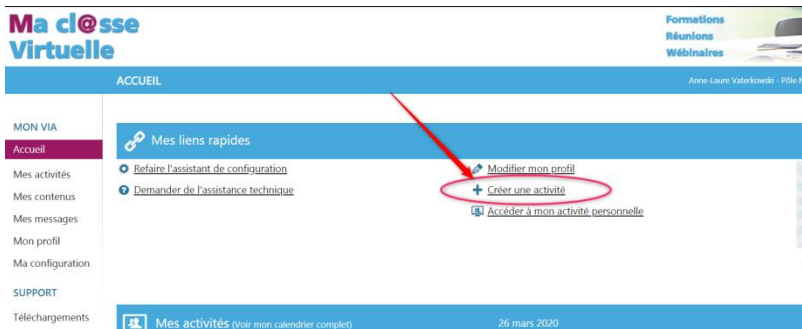 Ma cl@sse
Virtuelle
Formations
Réunions
Wébinaires
ACCUEIL
Anne-Laure Vaterkowski - Pôle
MON VIA
Accueil
Mes activités
Mes contenus
Mes messages
Mon profil
Ma configuration
SUPPORT
Téléchargements
Mes liens rapides
Refaire l'assistant de configuration
Demander de l'assistance technique
Modifier mon profil
Créer une activité
Accéder à mon activité personnelle
Mes activités (Voir mon calendrier complet)
26 mars 2020